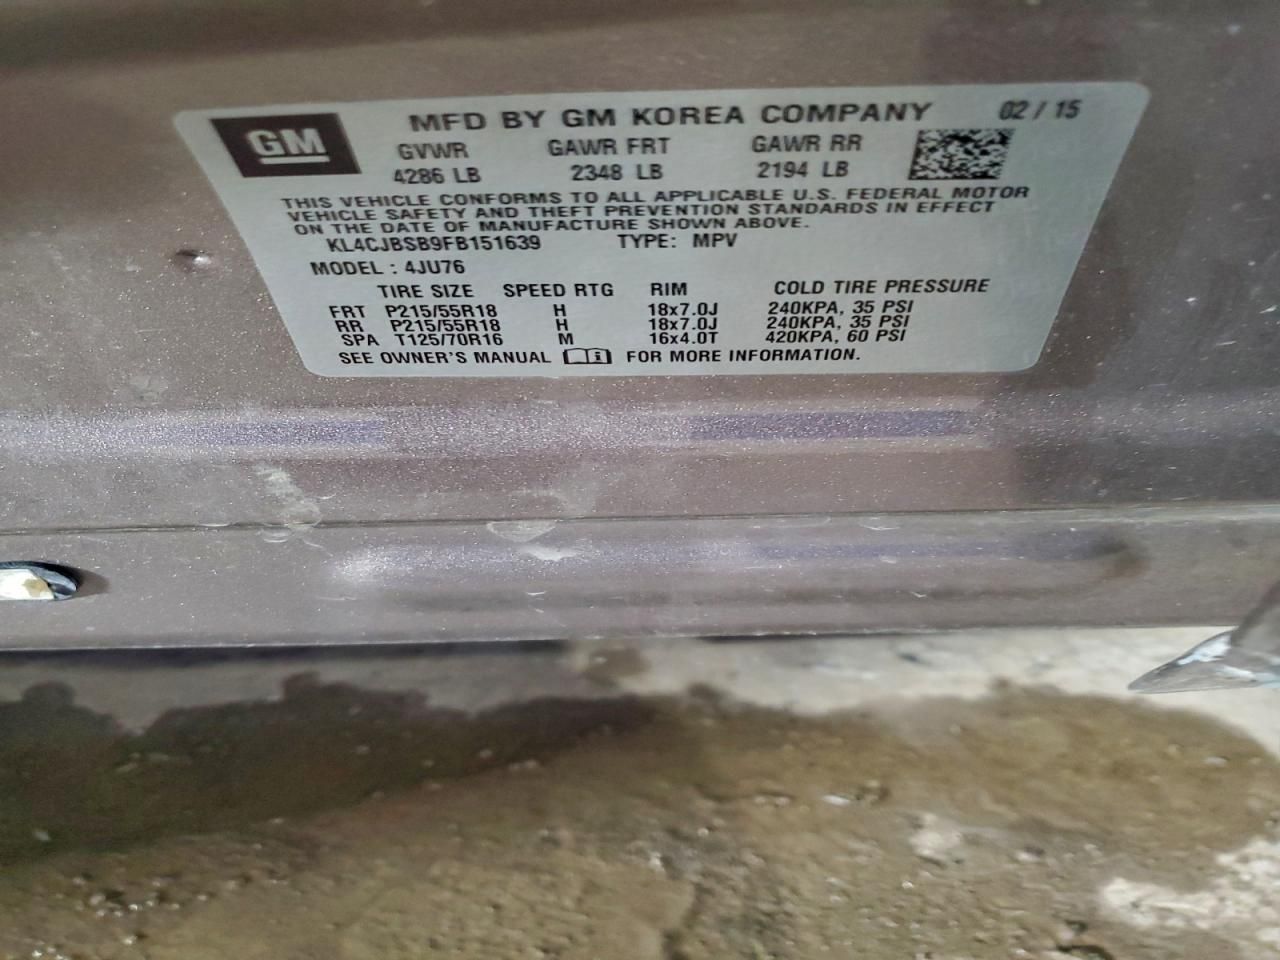 GM
MFD BY GM KOREA COMPANY 02 / 15
GVWR GAWR FRT GAWR RR
4286 LB 2348 LB 2194 LB
THIS VEHICLE CONFORMS TO ALL APPLICABLE U.S. FEDERAL MOTOR
VEHICLE SAFETY AND THEFT PREVENTION STANDARDS IN EFFECT
ON THE DATE OF MANUFACTURE SHOWN ABOVE.
KL4CJBSB9FB151639 TYPE: MPV
MODEL : 4JU76
TIRE SIZE SPEED RTG RIM COLD TIRE PRESSURE
FRT P215/55R18 H 18x7.0J 240KPA, 35 PSI
RR P215/55R18 H 18x7.0J 240KPA, 35 PSI
SPA T125/70R16 M 16x4.0T 420KPA, 60 PSI
SEE OWNER'S MANUAL i FOR MORE INFORMATION.